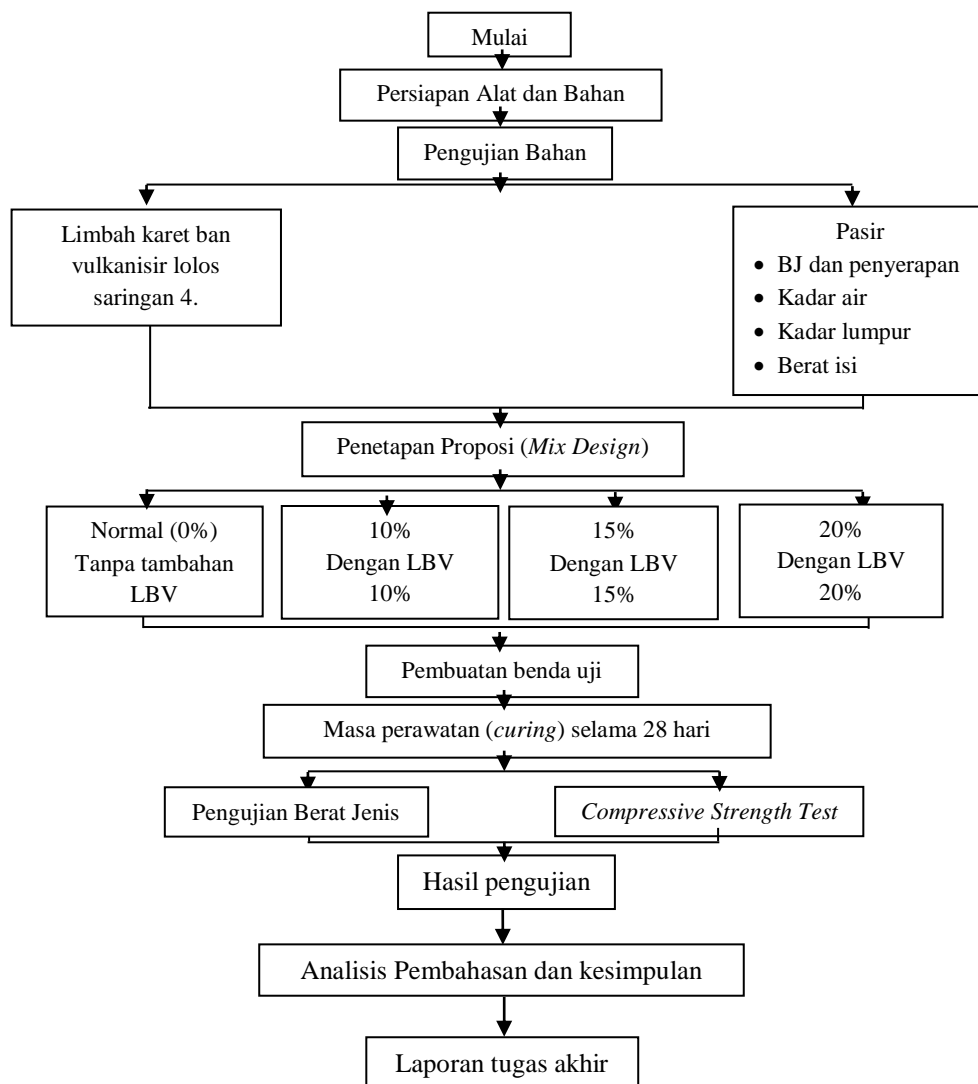 Mulai
Persiapan Alat dan Bahan
Pengujian Bahan
Limbah karet ban
vulkanisir lolos
saringan 4.
Pasir
• BJ dan penyerapan
• Kadar air
• Kadar lumpur
• Berat isi
Penetapan Proposi (Mix Design)
Normal (0%)
Tanpa tambahan
LBV
10%
Dengan LBV
10%
15%
Dengan LBV
15%
20%
Dengan LBV
20%
Pembuatan benda uji
Masa perawatan (curing) selama 28 hari
Pengujian Berat Jenis
Compressive Strength Test
Hasil pengujian
Analisis Pembahasan dan kesimpulan
Laporan tugas akhir